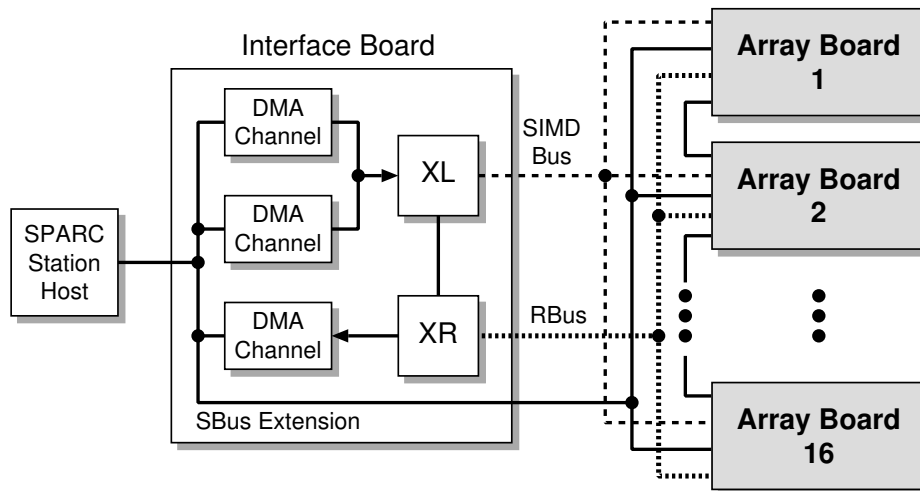 Interface Board
DMA
Channel
DMA
Channel
DMA
Channel
XL
XR
SBus Extension
SPARC
Station
Host
SIMD
Bus
RBus
Array Board
1
Array Board
2
Array Board
16